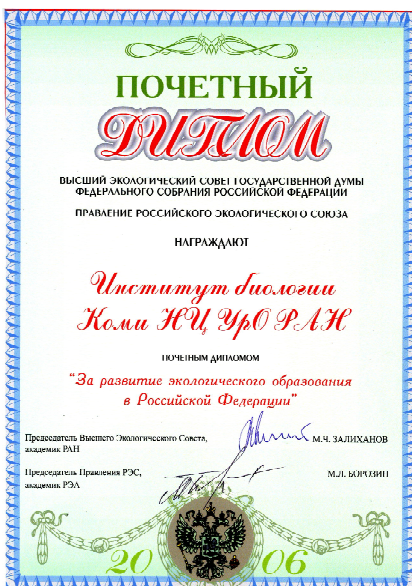 ПОЧЕТНЫЙ
ДИПЛОМ
ВЫСШИЙ ЭКОЛОГИЧЕСКИЙ СОВЕТ ГОСУДАРСТВЕННОЙ ДУМЫ
ФЕДЕРАЛЬНОГО СОБРАНИЯ РОССИЙСКОЙ ФЕДЕРАЦИИ
ПРАВЛЕНИЕ РОССИЙСКОГО ЭКОЛОГИЧЕСКОГО СОЮЗА
НАГРАЖДАЮТ
Институт биологии
Коми НЦ УрО РАН
ПОЧЕТНЫМ ДИПЛОМОМ
"За развитие экологического образования
в Российской Федерации"
Председатель Высшего Экологического Совета,
академик РАН
М.Ч. ЗАЛИХАНОВ
Председатель Правления РЭС,
академик РЭА
М.Л. БОРОЗИН
2006